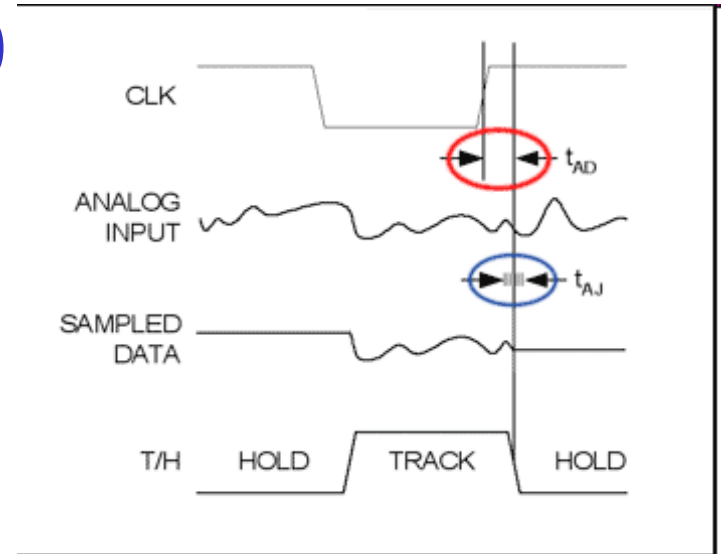 CLK
tAD
ANALOG
INPUT
tAJ
SAMPLED
DATA
T/H HOLD TRACK HOLD